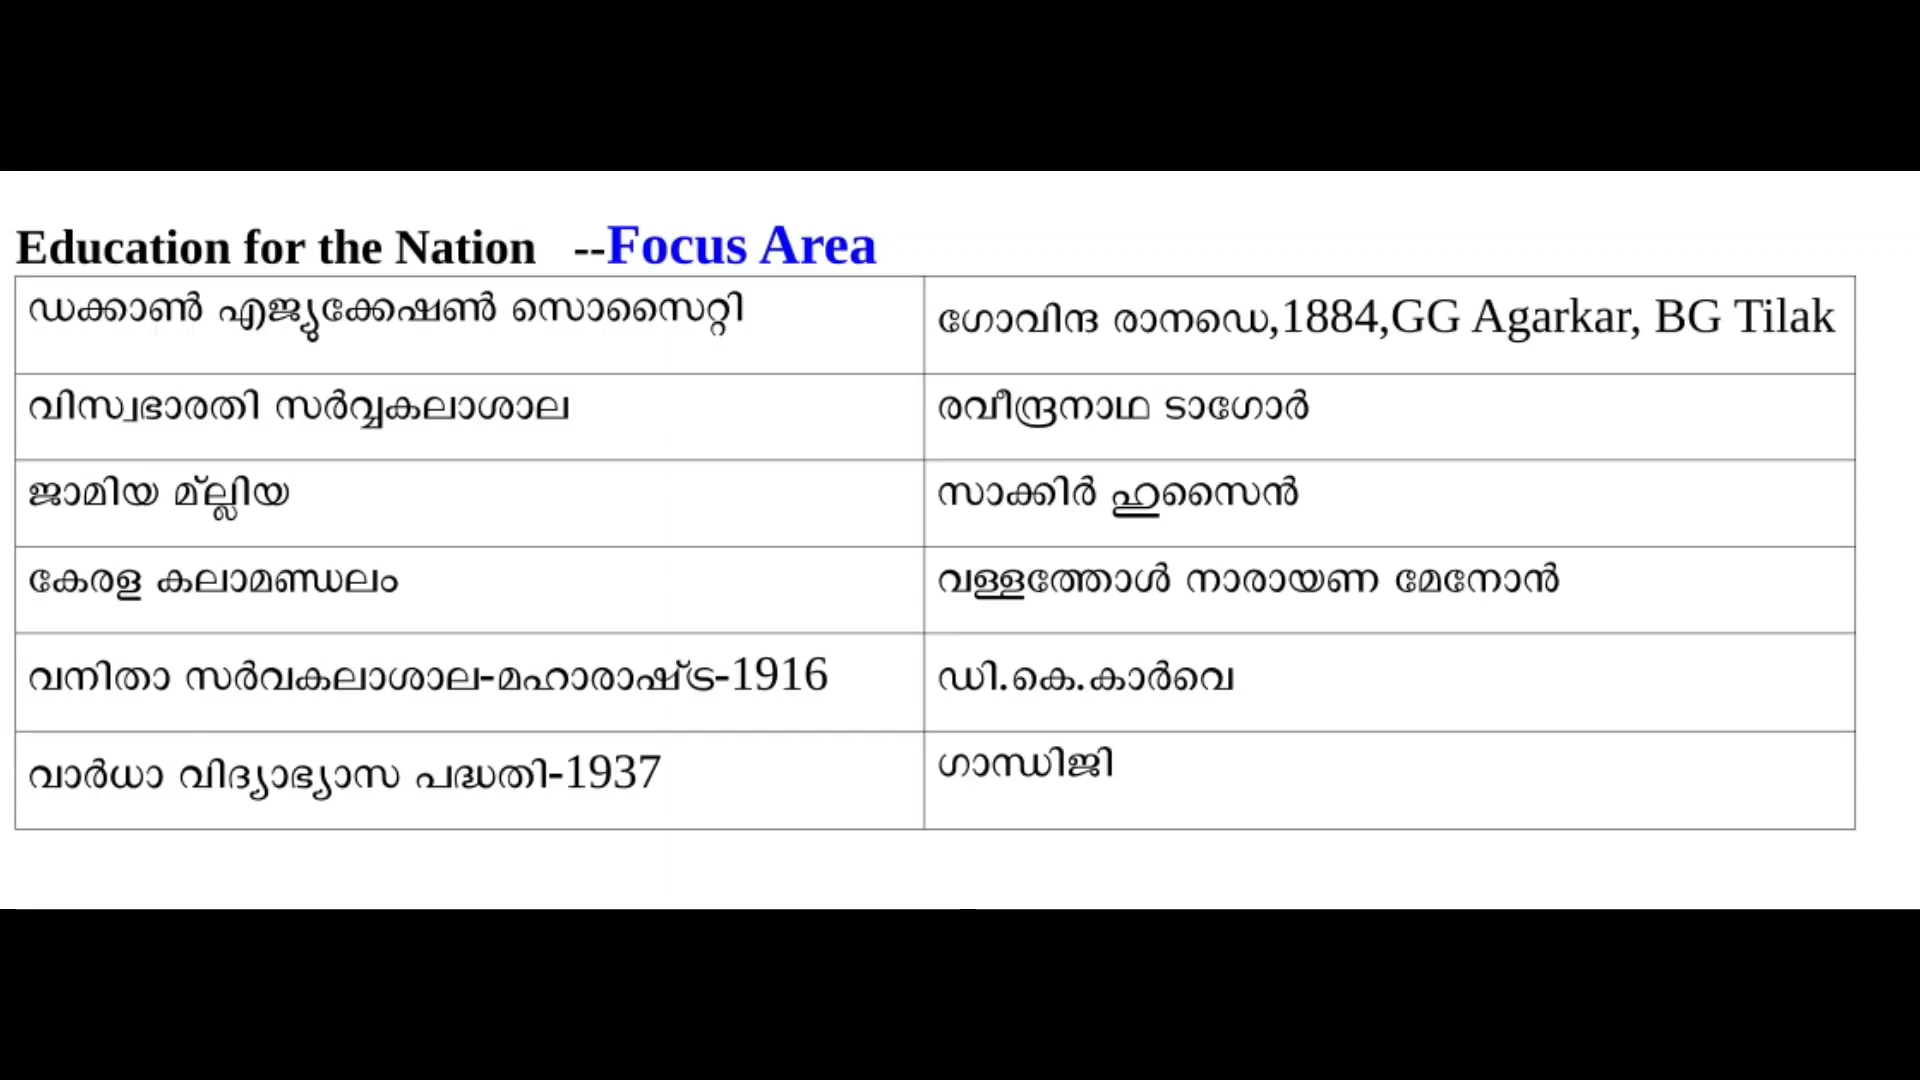 Education for the Nation --Focus Area
ഡക്കാൺ എജ്യുക്കേഷൺ സൊസൈറ്റി
ഗോവിന്ദ രാനഡെ,1884,GG Agarkar, BG Tilak
വിസ്വഭാരതി സർവ്വകലാശാല
രവീന്ദ്രനാഥ ടാഗോർ
ജാമിയ മ്ല്ലിയ
സാക്കിർ ഹുസൈൻ
കേരള കലാമണ്ഡലം
വള്ളത്തോൾ നാരായണ മേനോൻ
വനിതാ സർവകലാശാല-മഹാരാഷ്ട്ര-1916
ഡി.കെ.കാർവെ
വാർധാ വിദ്യാഭ്യാസ പദ്ധതി-1937
ഗാന്ധിജി